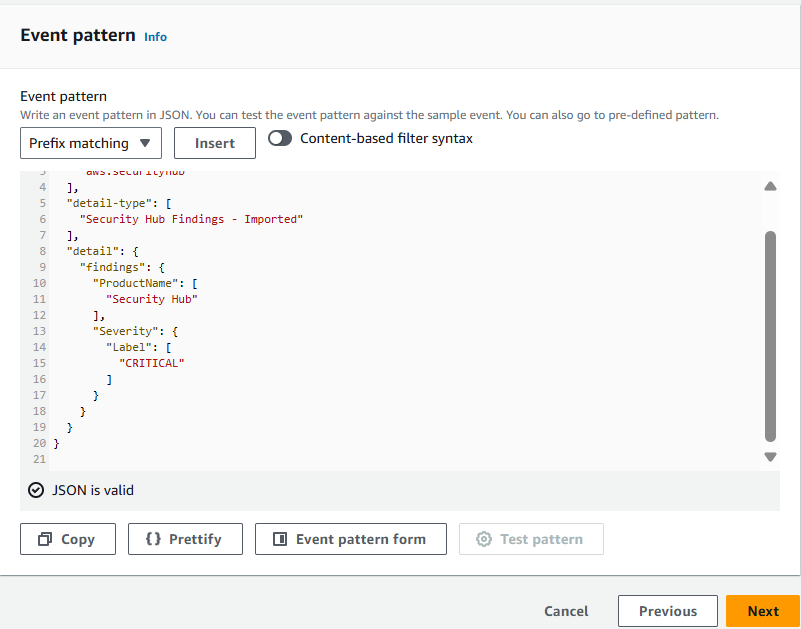 Event pattern Info
Event pattern
Write an event pattern in JSON. You can test the event pattern against the sample event. You can also go to pre-defined pattern.
Prefix matching Insert Content-based filter syntax
3 aws.securityhub
4 ],
5 "detail-type": [
6 "Security Hub Findings - Imported"
7 ],
8 "detail": {
9 "findings": {
10 "ProductName": [
11 "Security Hub"
12 ],
13 "Severity": {
14 "Label": [
15 "CRITICAL"
16 ]
17 }
18 }
19 }
20 }
21
JSON is valid
Copy {} Prettify Event pattern form Test pattern
Cancel Previous Next